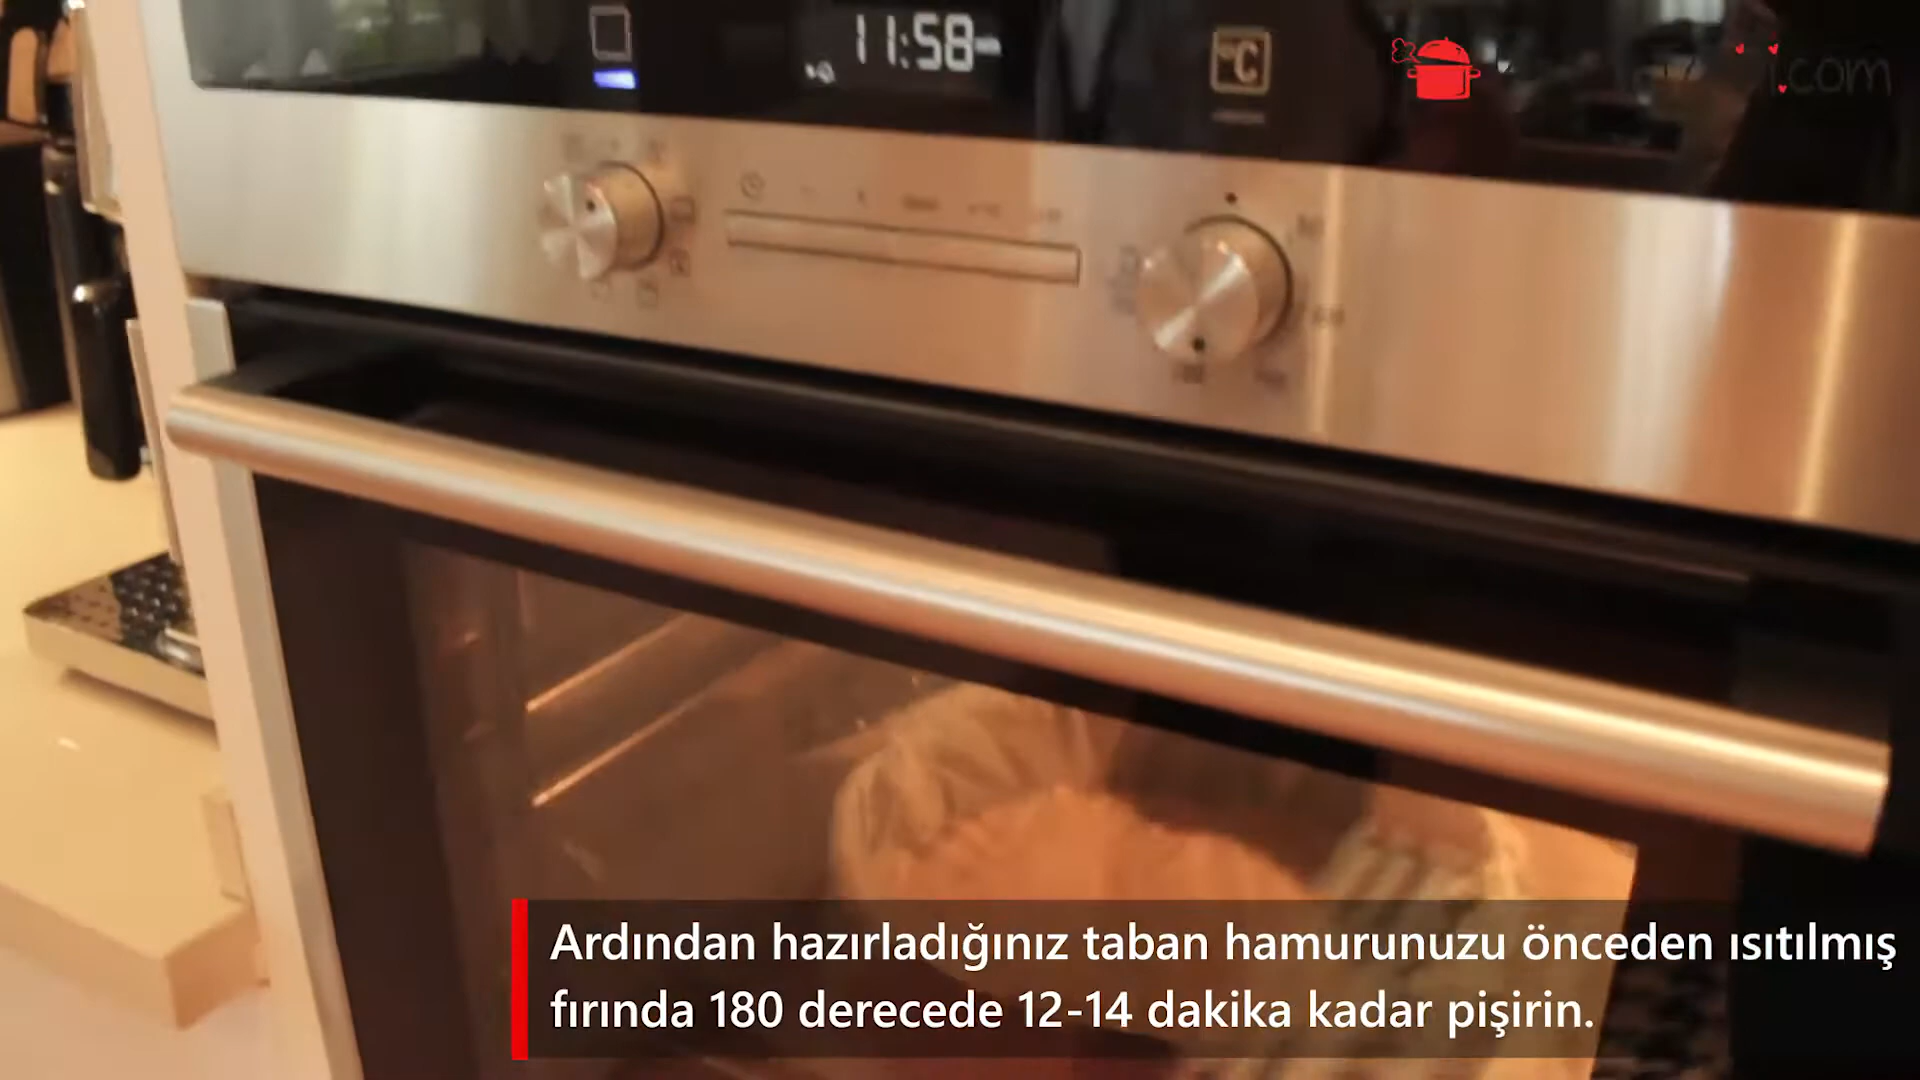 11:58
°C
.com
Ardından hazırladığınız taban hamurunuzu önceden ısıtılmış
fırında 180 derecede 12-14 dakika kadar pişirin.